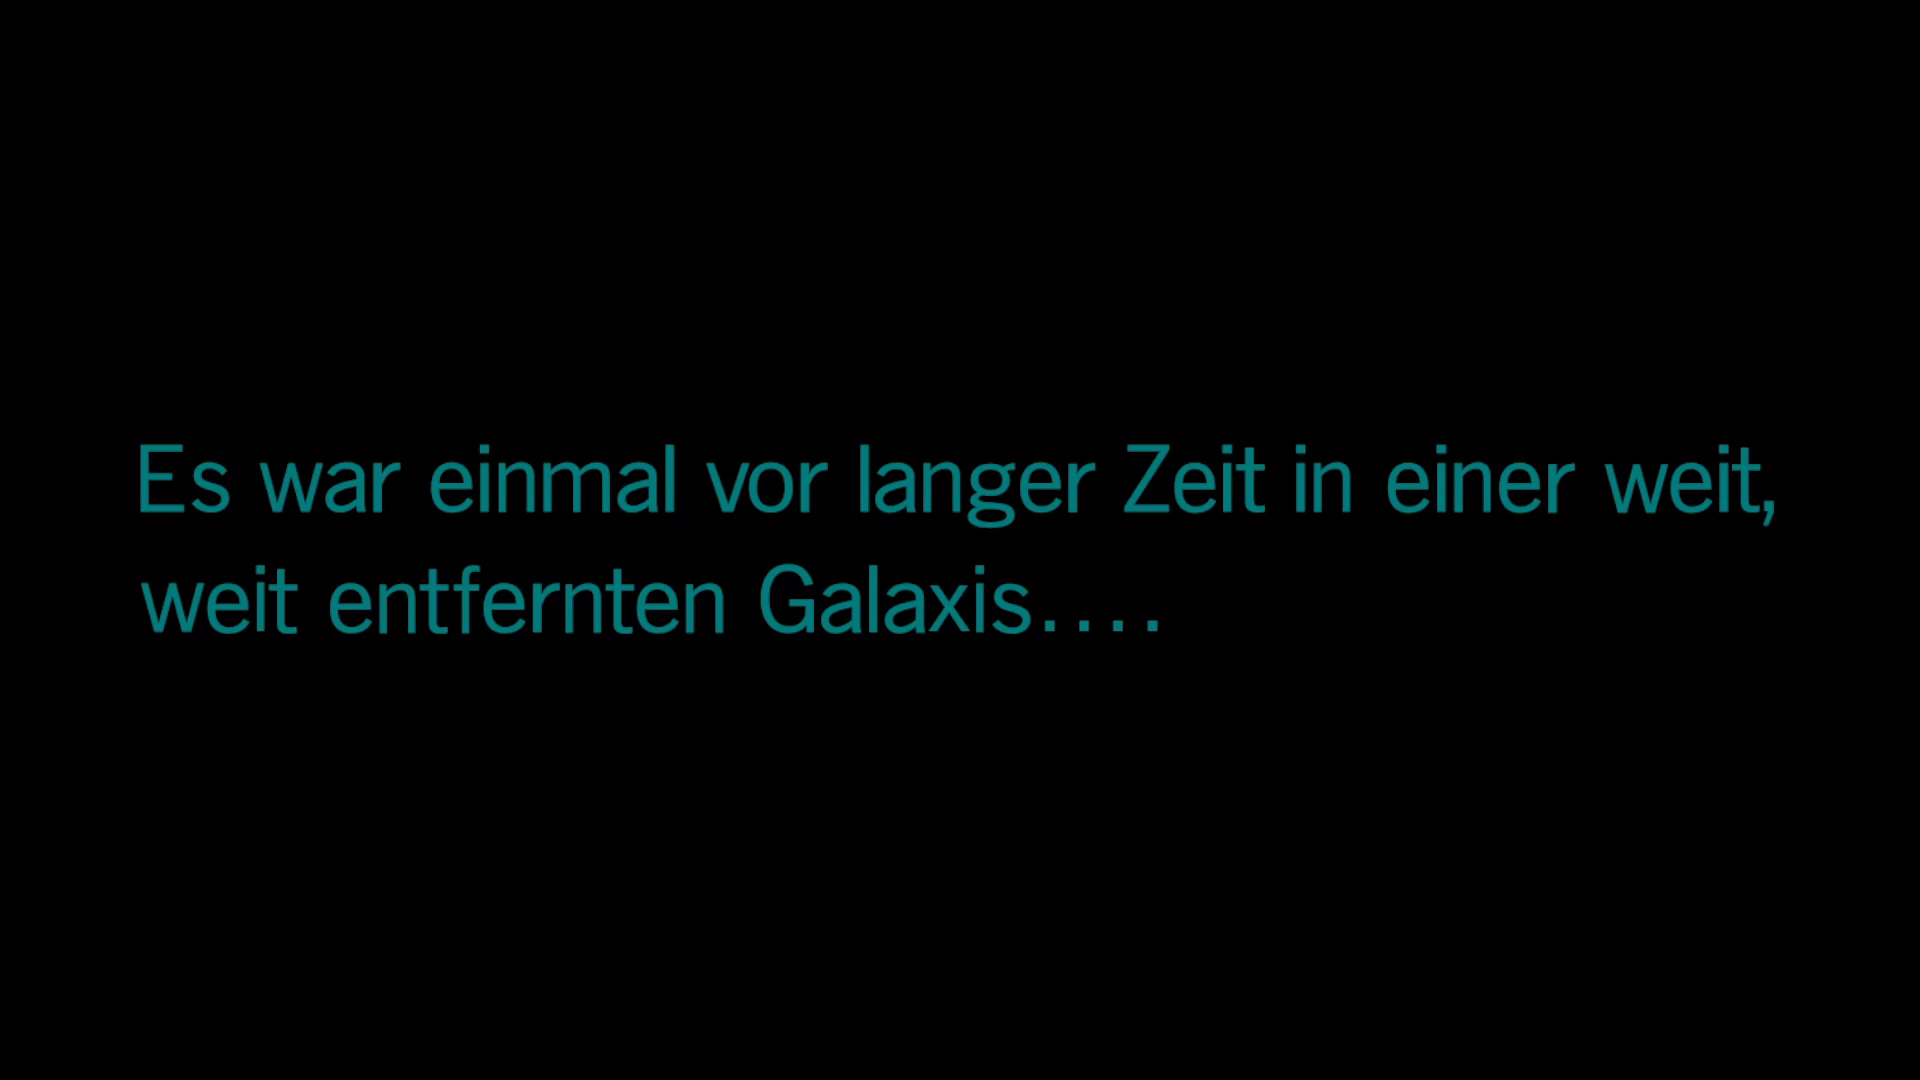 Es war einmal vor langer Zeit in einer weit,
weit entfernten Galaxis....